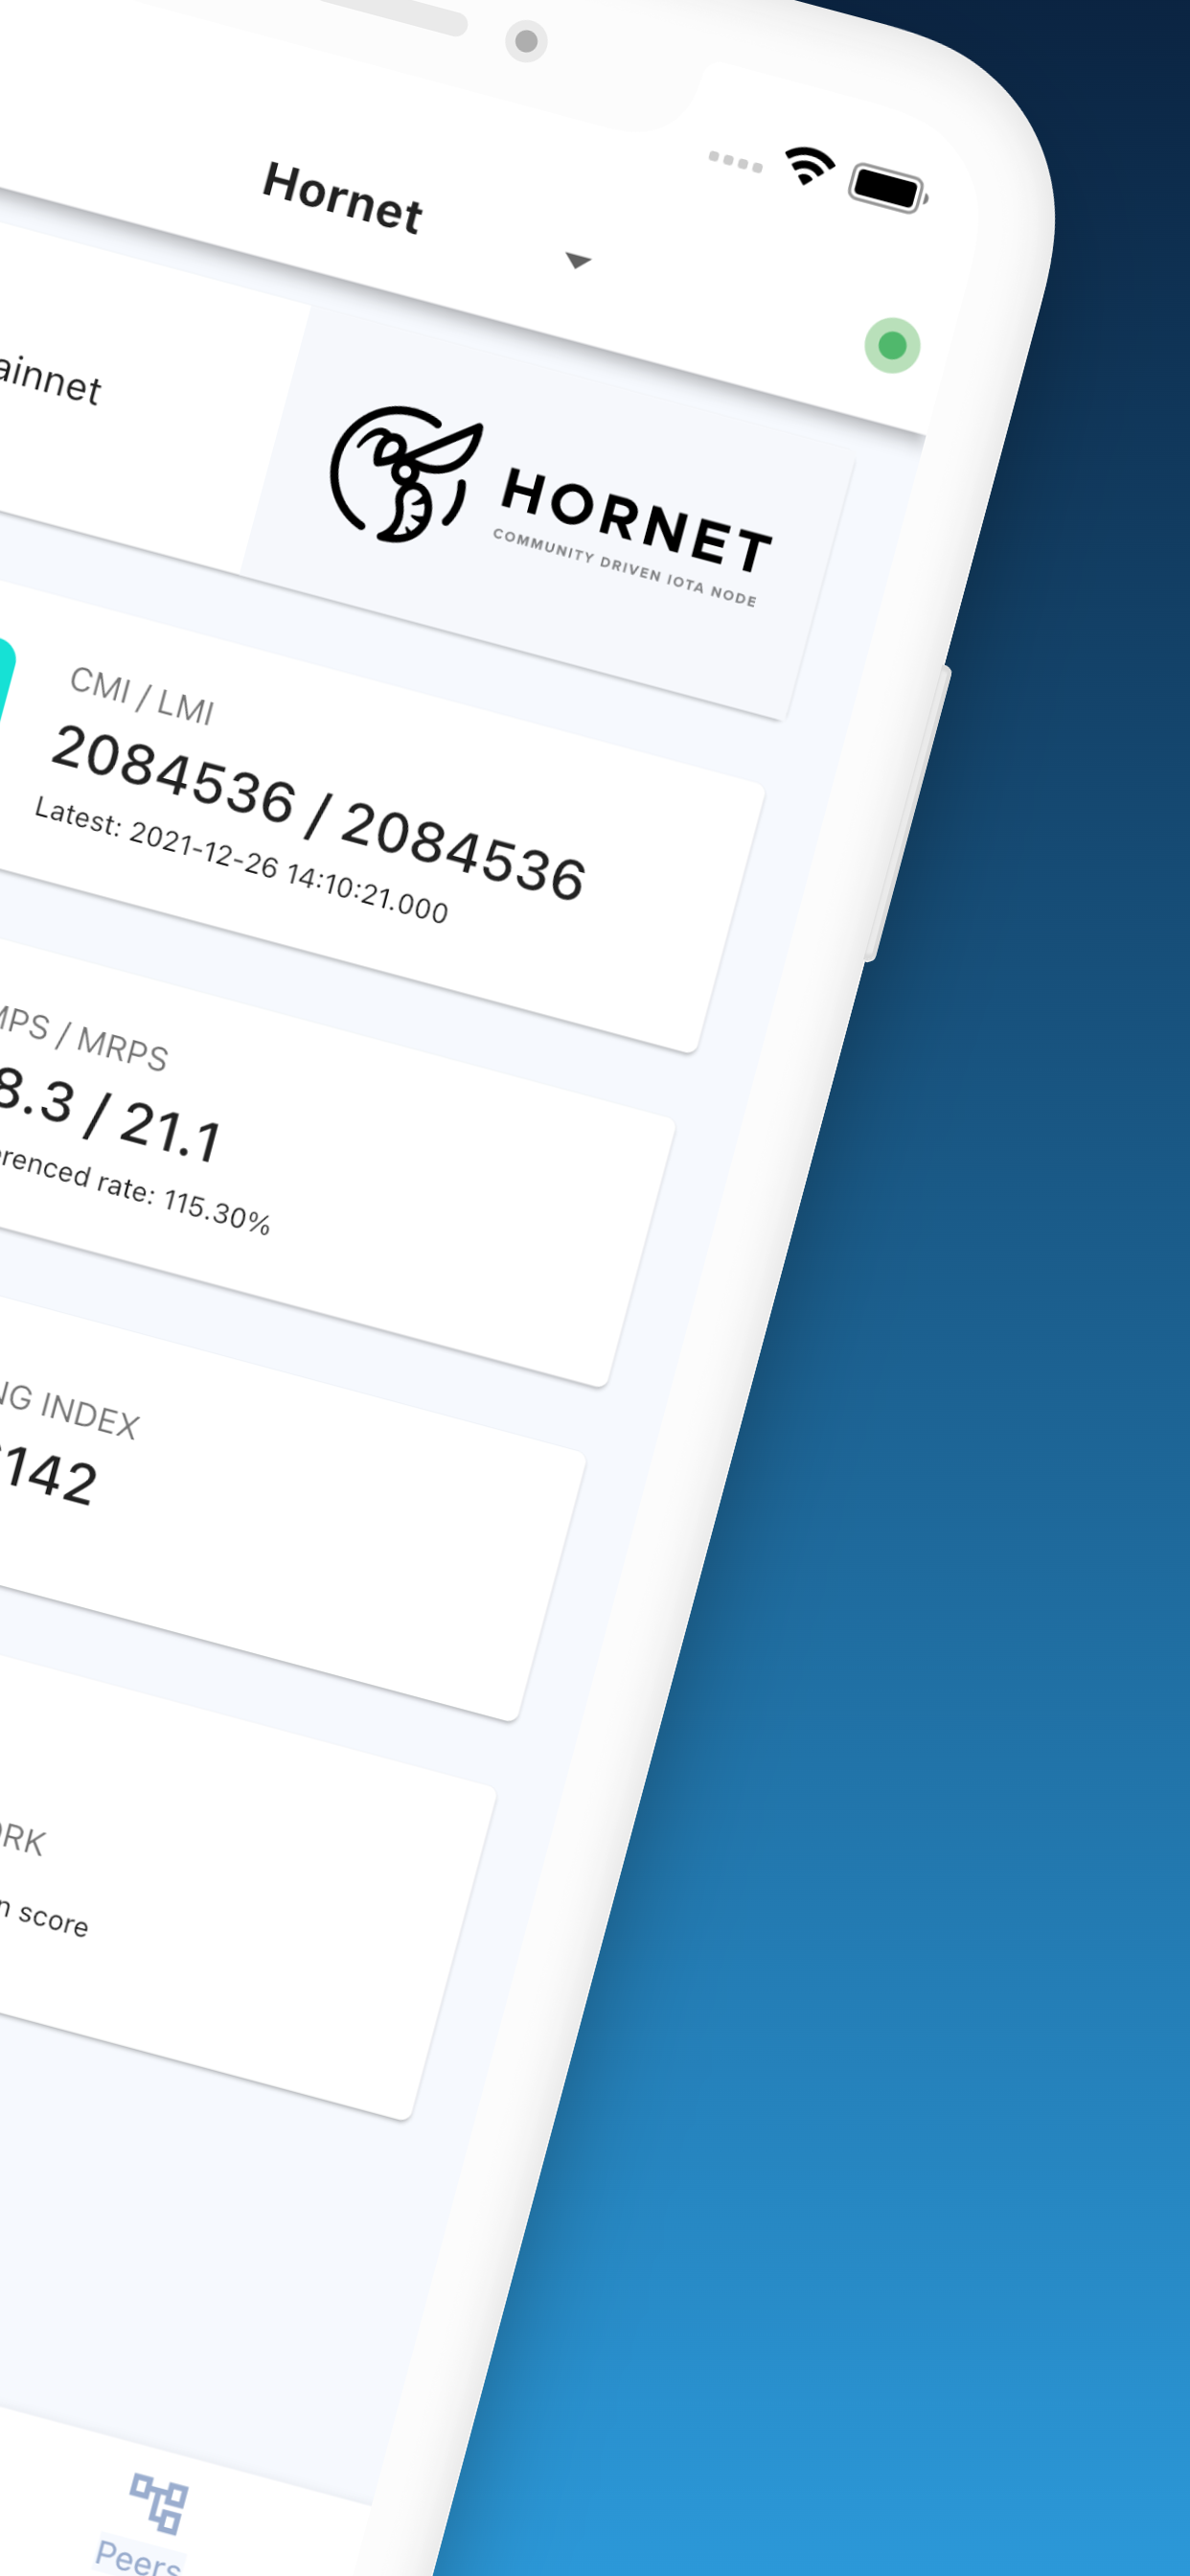 Hornet
ainnet
HORNET
COMMUNITY DRIVEN IOTA NODE
CMI / LMI
2084536 / 2084536
Latest: 2021-12-26 14:10:21.000
MPS / MRPS
8.3 / 21.1
renced rate: 115.30%
NG INDEX
142
RK
n score
Peers